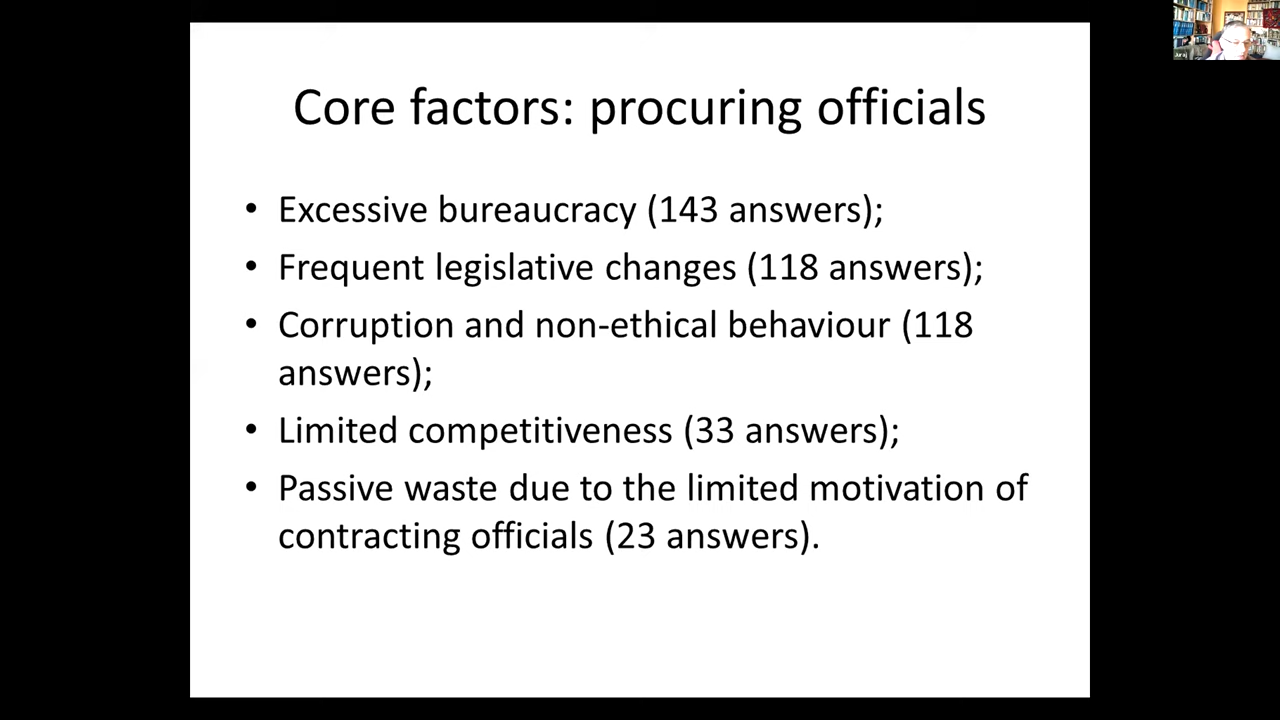 Core factors: procuring officials
• Excessive bureaucracy (143 answers);
• Frequent legislative changes (118 answers);
• Corruption and non-ethical behaviour (118
answers);
• Limited competitiveness (33 answers);
• Passive waste due to the limited motivation of
contracting officials (23 answers).
Juraj